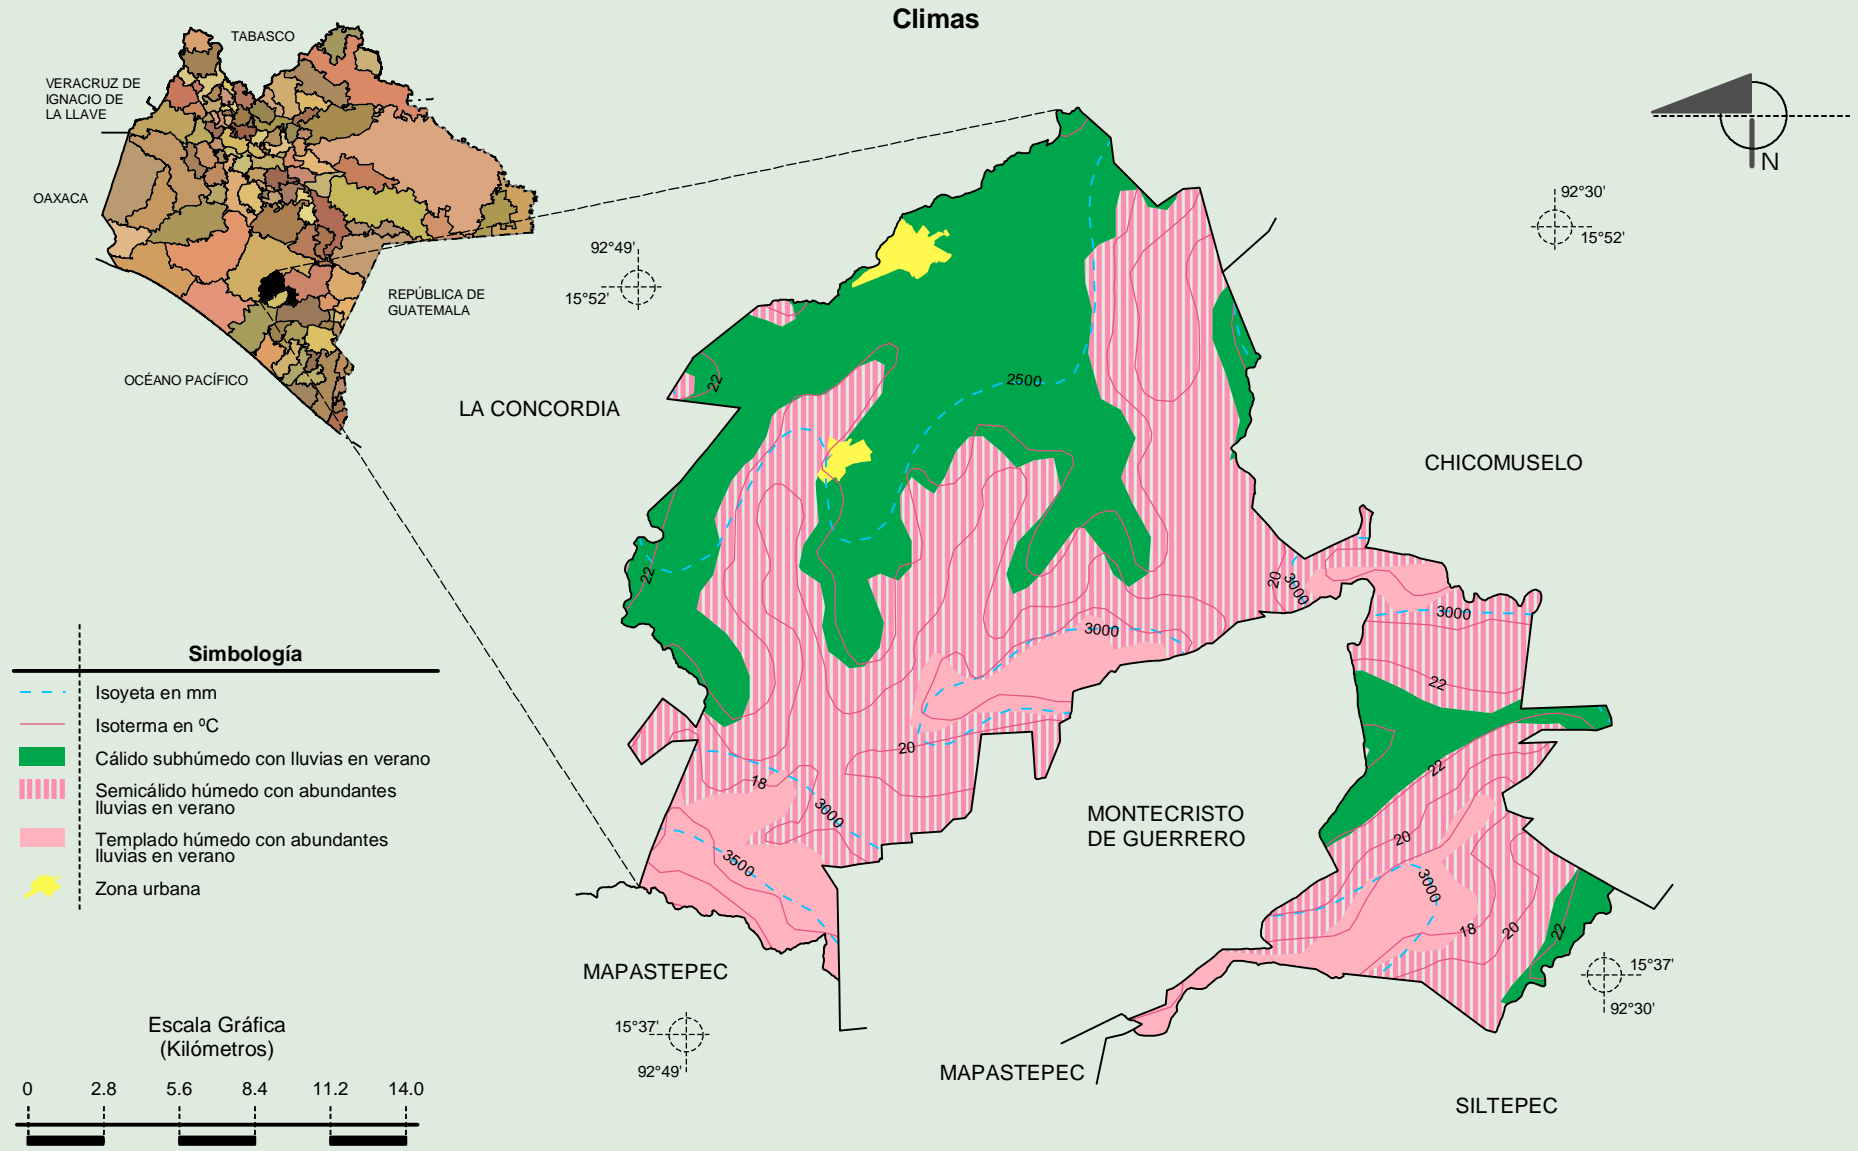 Climas
TABASCO
VERACRUZ DE
IGNACIO DE
LA LLAVE
OAXACA
REPÚBLICA DE
GUATEMALA
OCÉANO PACÍFICO
N
92°49'
15°52'
92°30'
15°52'
LA CONCORDIA
CHICOMUSELO
MONTECRISTO
DE GUERRERO
MAPASTEPEC
MAPASTEPEC
SILTEPEC
22
2500
22
20
3000
3000
3000
22
20
18
3000
3500
22
20
3000
18
20
22
15°37'
92°49'
15°37'
92°30'
Simbología
Isoyeta en mm
Isoterma en ºC
Cálido subhúmedo con lluvias en verano
Semicálido húmedo con abundantes
lluvias en verano
Templado húmedo con abundantes
lluvias en verano
Zona urbana
Escala Gráfica
(Kilómetros)
0 2.8 5.6 8.4 11.2 14.0